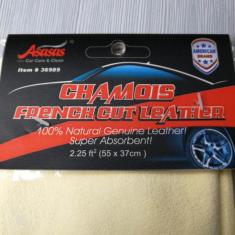 Asasus
Car Care & Clean
Item # 38989
AMERICAN
BRAND
CHAMOIS
FRENCH CUT LEATHER
100% Natural Genuine Leather!
Super Absorbent!
2.25 ft² (55 x 37cm)